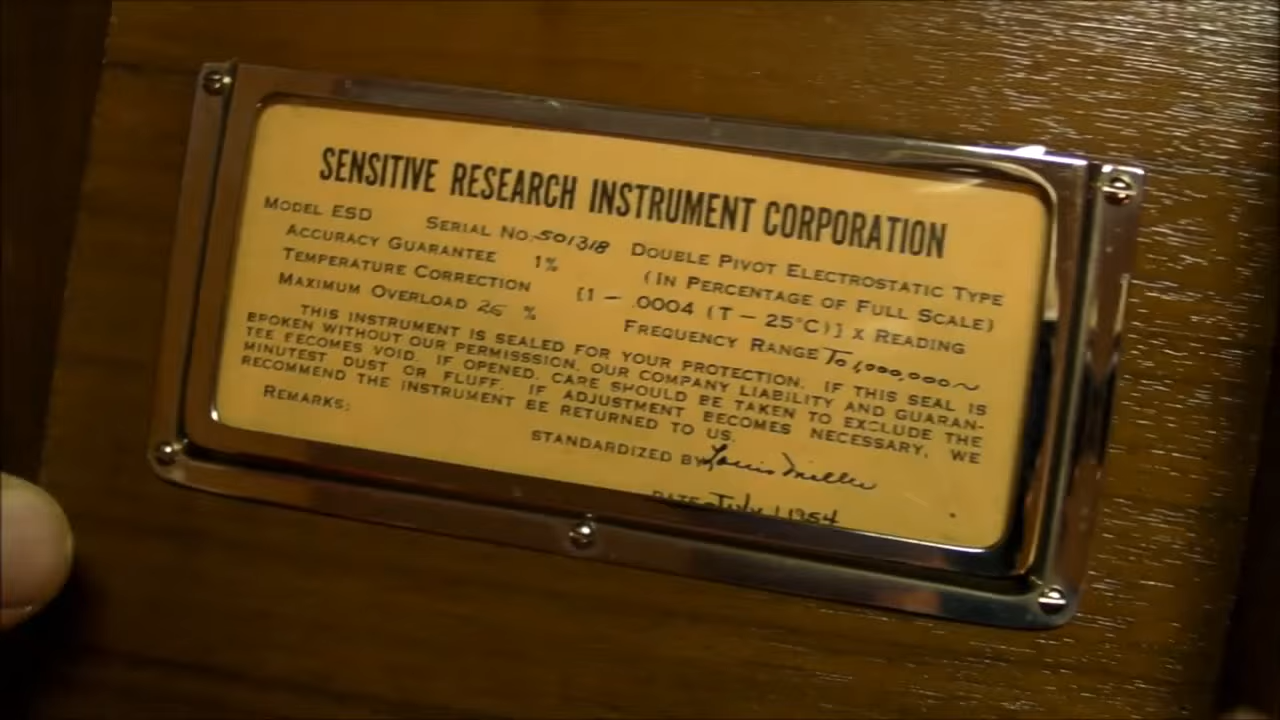 SENSITIVE RESEARCH INSTRUMENT CORPORATION
MODEL ESD SERIAL NO. 501318 DOUBLE PIVOT ELECTROSTATIC TYPE
ACCURACY GUARANTEE 1% (IN PERCENTAGE OF FULL SCALE)
TEMPERATURE CORRECTION [1 – .0004 (T – 25°C)] X READING
MAXIMUM OVERLOAD 25 % FREQUENCY RANGE To 1,000,000~
THIS INSTRUMENT IS SEALED FOR YOUR PROTECTION. IF THIS SEAL IS
BROKEN WITHOUT OUR PERMISSSION, OUR COMPANY LIABILITY AND GUARAN-
TEE FECOMES VOID. IF OPENED, CARE SHOULD BE TAKEN TO EXCLUDE THE
MINUTEST DUST OR FLUFF. IF ADJUSTMENT BECOMES NECESSARY, WE
RECOMMEND THE INSTRUMENT BE RETURNED TO US.
REMARKS:
STANDARDIZED BY Louis Miller
DATE July 1 1954